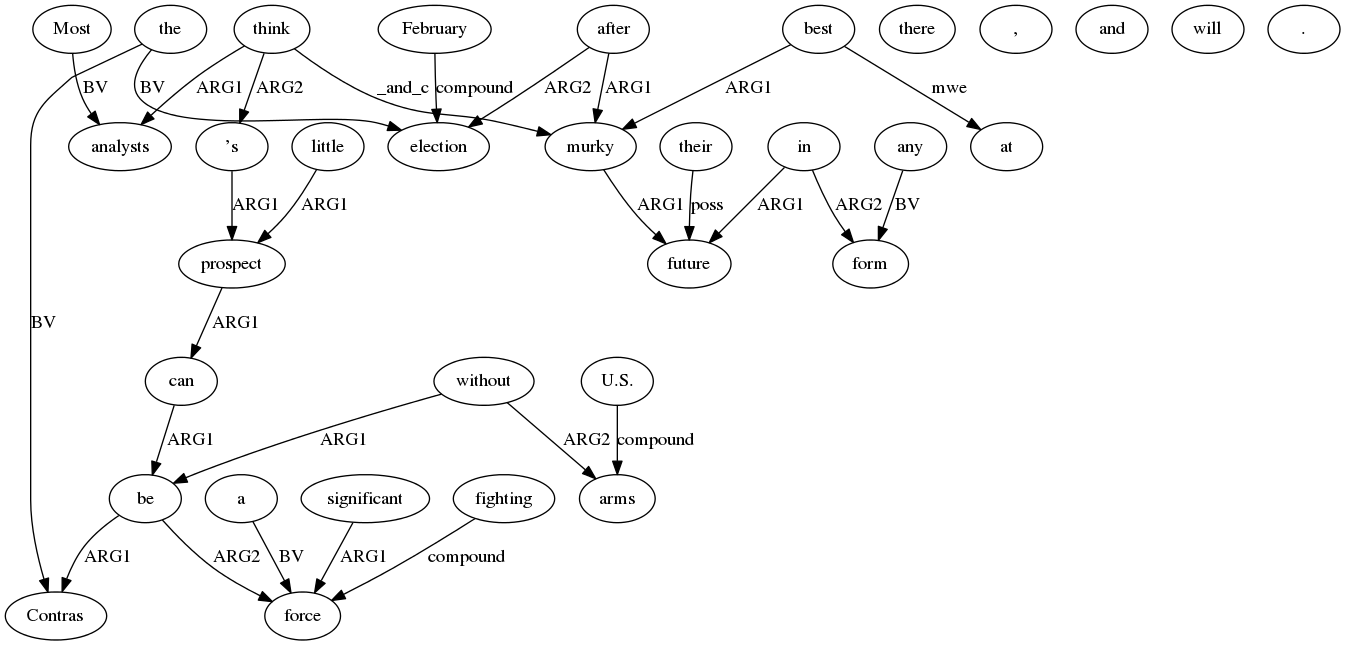 Most the think February after best there , and will .
BV ARG1 ARG2 _and_c compound ARG2 ARG1 ARG1 mwe
BV
analysts ’s little election murky their in any at
ARG1 ARG1 ARG1 poss ARG1 ARG2 BV
prospect future form
BV ARG1
can without U.S.
ARG1 ARG1 ARG2 compound
be a significant fighting arms
ARG1 ARG2 BV ARG1 compound
Contras force